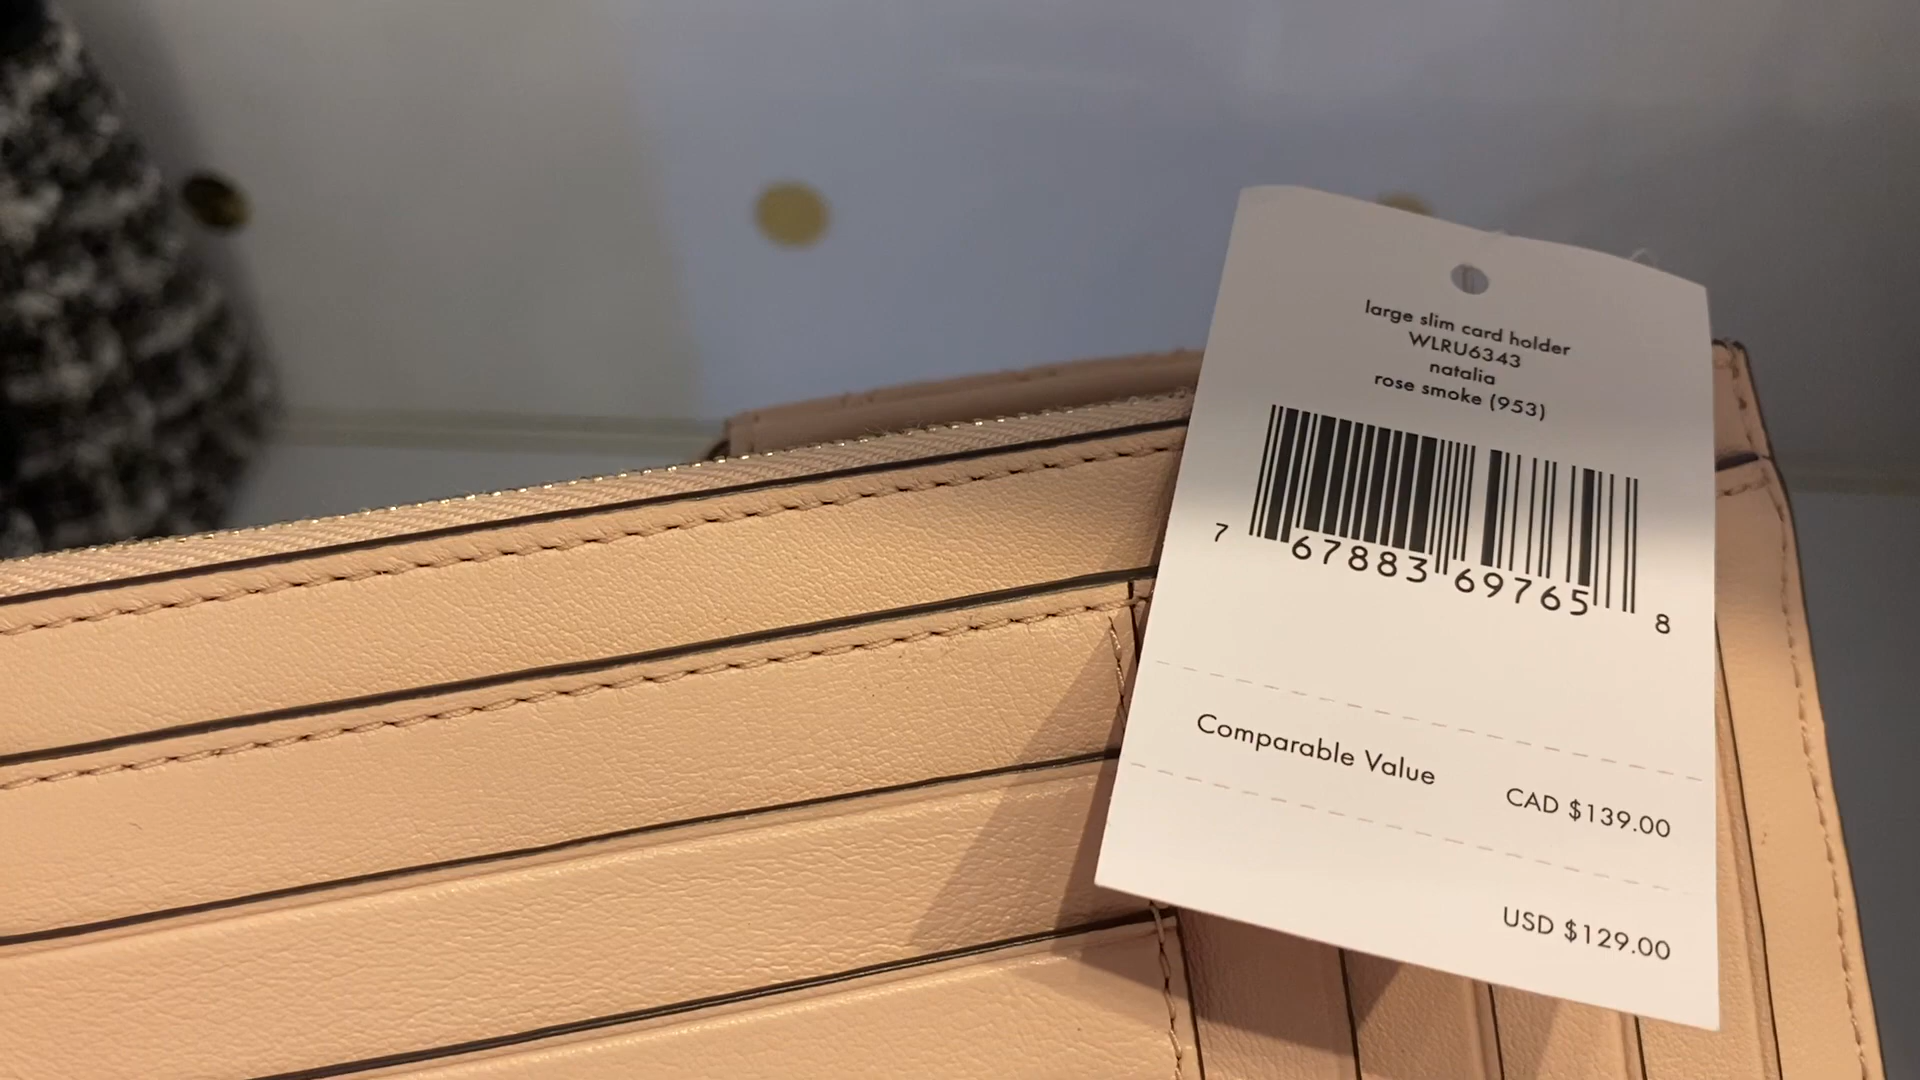 large slim card holder
WLRU6343
natalia
rose smoke (953)
7 67883 69765 8
Comparable Value
CAD $139.00
USD $129.00